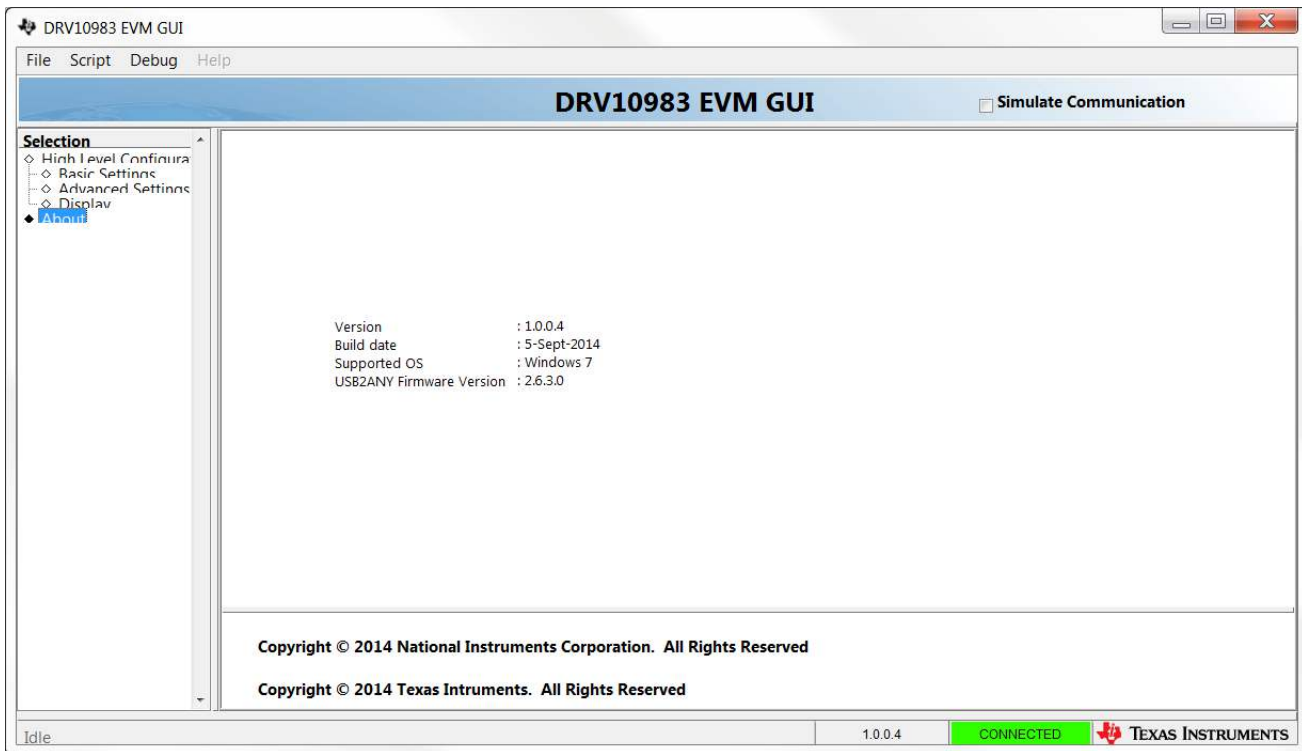 DRV10983 EVM GUI
File Script Debug Help
DRV10983 EVM GUI
Simulate Communication
Selection
High Level Configura
Basic Settings
Advanced Settings
Display
About
Version : 1.0.0.4
Build date : 5-Sept-2014
Supported OS : Windows 7
USB2ANY Firmware Version : 2.6.3.0
Copyright © 2014 National Instruments Corporation. All Rights Reserved
Copyright © 2014 Texas Intruments. All Rights Reserved
Idle
1.0.0.4
CONNECTED
TEXAS INSTRUMENTS